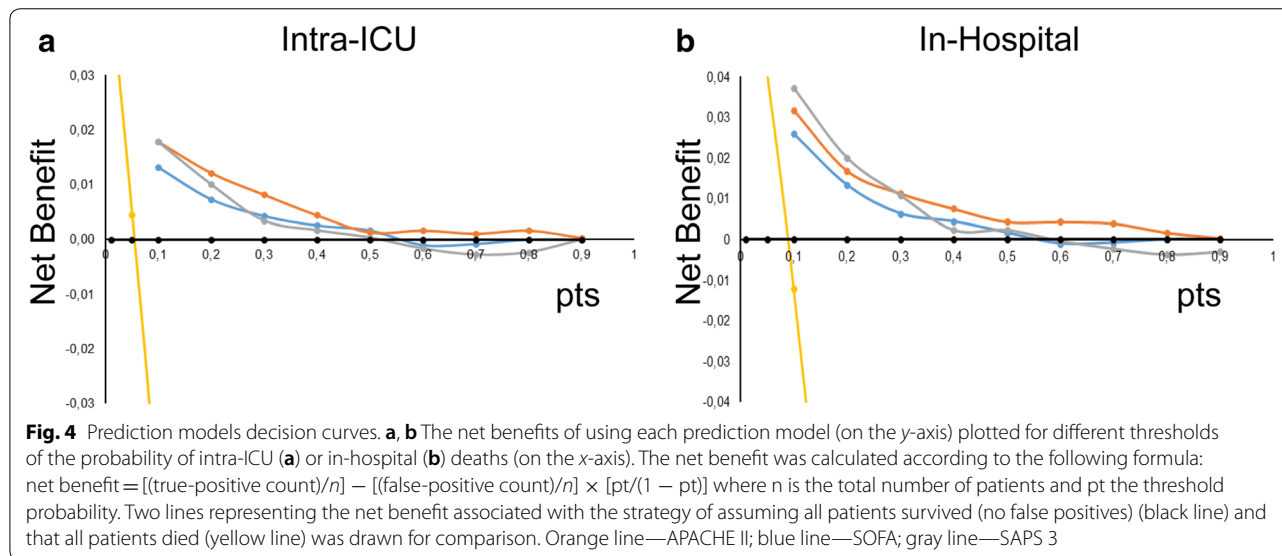 a Intra-ICU
0,03
0,02
0,01
0,00
-0,01
-0,02
-0,03
Net Benefit
0 0,1 0,2 0,3 0,4 0,5 0,6 0,7 0,8 0,9 1
pts
b In-Hospital
0,04
0,03
0,02
0,01
0
-0,01
-0,02
-0,03
-0,04
Net Benefit
0 0,1 0,2 0,3 0,4 0,5 0,6 0,7 0,8 0,9 1
pts
Fig. 4 Prediction models decision curves. a, b The net benefits of using each prediction model (on the y-axis) plotted for different thresholds
of the probability of intra-ICU (a) or in-hospital (b) deaths (on the x-axis). The net benefit was calculated according to the following formula:
net benefit = [(true-positive count)/n] − [(false-positive count)/n] × [pt/(1 − pt)] where n is the total number of patients and pt the threshold
probability. Two lines representing the net benefit associated with the strategy of assuming all patients survived (no false positives) (black line) and
that all patients died (yellow line) was drawn for comparison. Orange line—APACHE II; blue line—SOFA; gray line—SAPS 3